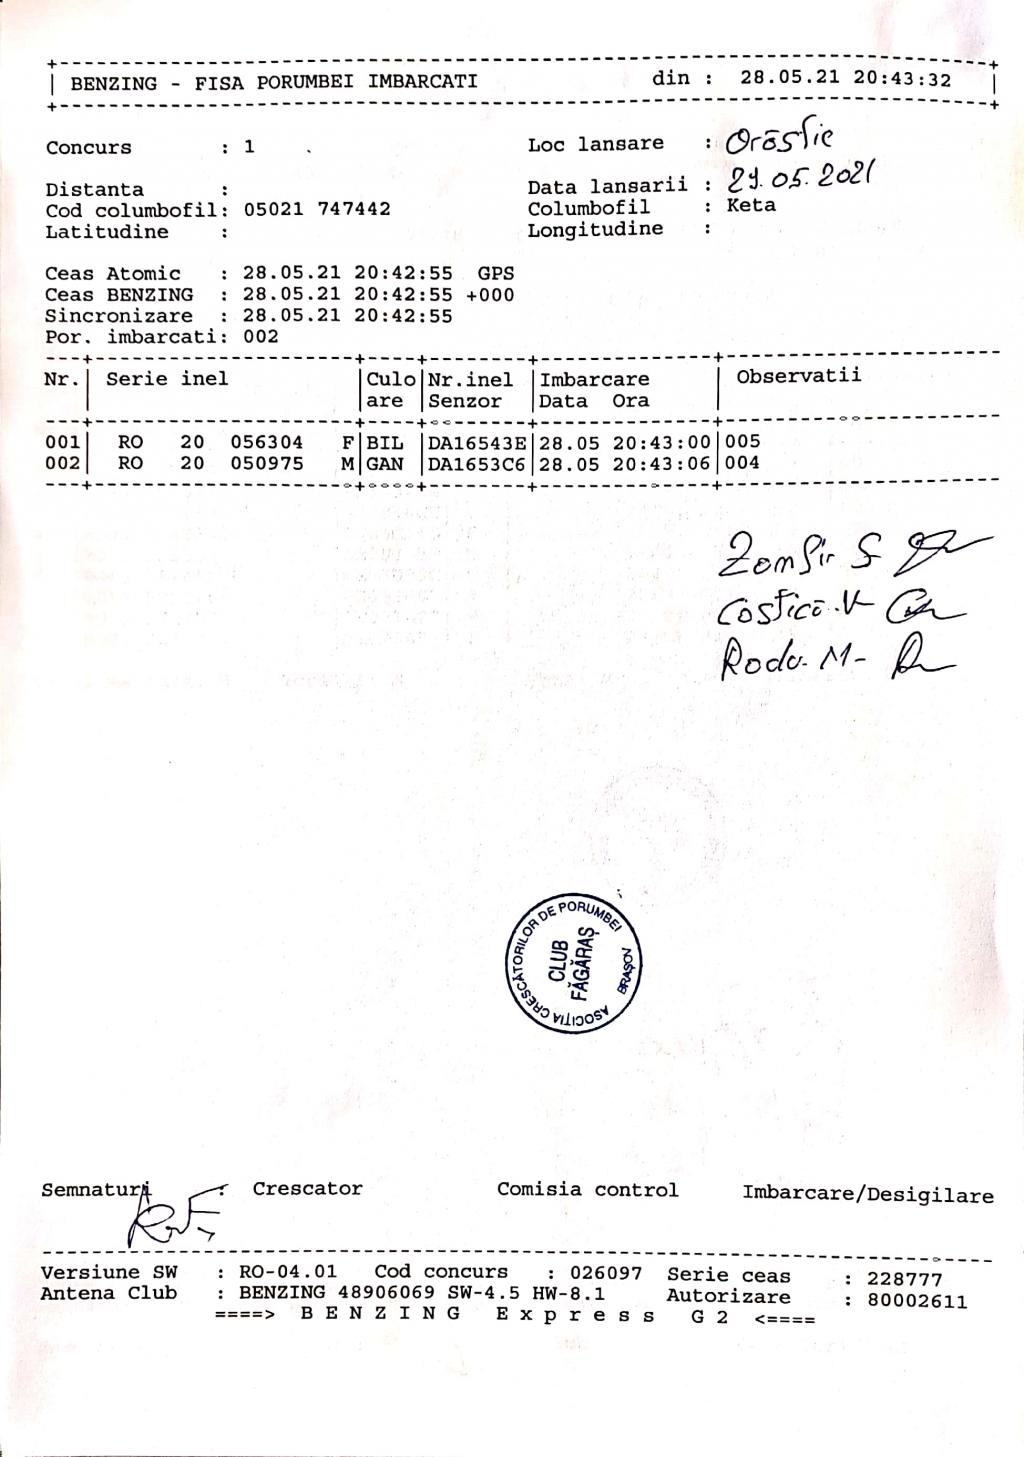 BENZING - FISA PORUMBEI IMBARCATI din : 28.05.21 20:43:32
Concurs : 1 Loc lansare : Orăștie
Distanta : Data lansarii : 29.05.2021
Cod columbofil: 05021 747442 Columbofil : Keta
Latitudine : Longitudine :
Ceas Atomic : 28.05.21 20:42:55 GPS
Ceas BENZING : 28.05.21 20:42:55 +000
Sincronizare : 28.05.21 20:42:55
Por. imbarcati: 002
Nr. Serie inel Culo Nr.inel Imbarcare Observatii
are Senzor Data Ora
001 RO 20 056304 F BIL DA16543E 28.05 20:43:00 005
002 RO 20 050975 M GAN DA1653C6 28.05 20:43:06 004
Zamfir S
Costică V
Radu M-
ASOCIȚIA CRESCĂTORILOR DE PORUMBEI
CLUB
FĂGĂRAȘ
BRAȘOV
Semnaturi : Crescator Comisia control Imbarcare/Desigilare
Versiune SW : RO-04.01 Cod concurs : 026097 Serie ceas : 228777
Antena Club : BENZING 48906069 SW-4.5 HW-8.1 Autorizare : 80002611
====> B E N Z I N G E x p r e s s G 2 <====